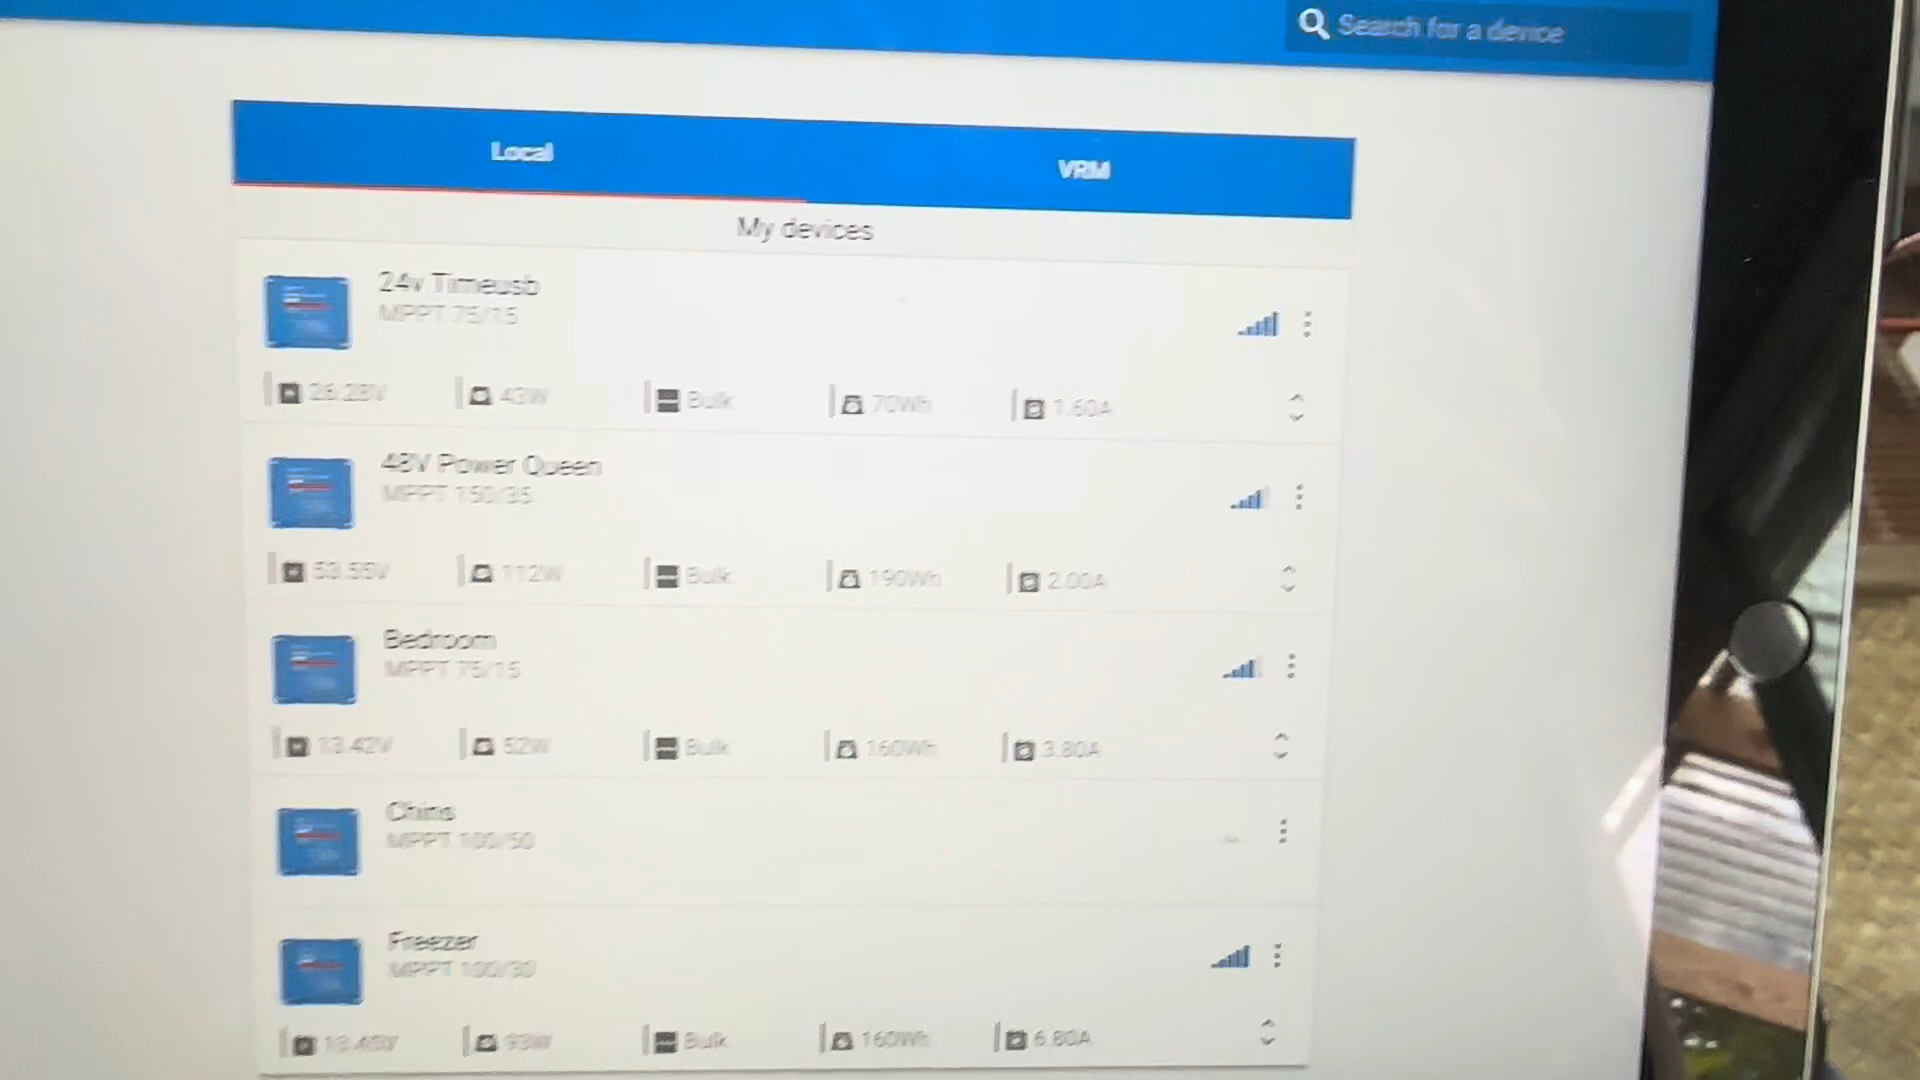 Search for a device
Local
VRM
My devices
24v Timeusb
MPPT 75/15
26.28V 43W Bulk 70Wh 1.60A
48V Power Queen
MPPT 150/35
53.55V 112W Bulk 190Wh 2.00A
Bedroom
MPPT 75/15
13.42V 52W Bulk 160Wh 3.80A
Chins
MPPT 100/50
Freezer
MPPT 100/30
93W Bulk 160Wh 6.80A